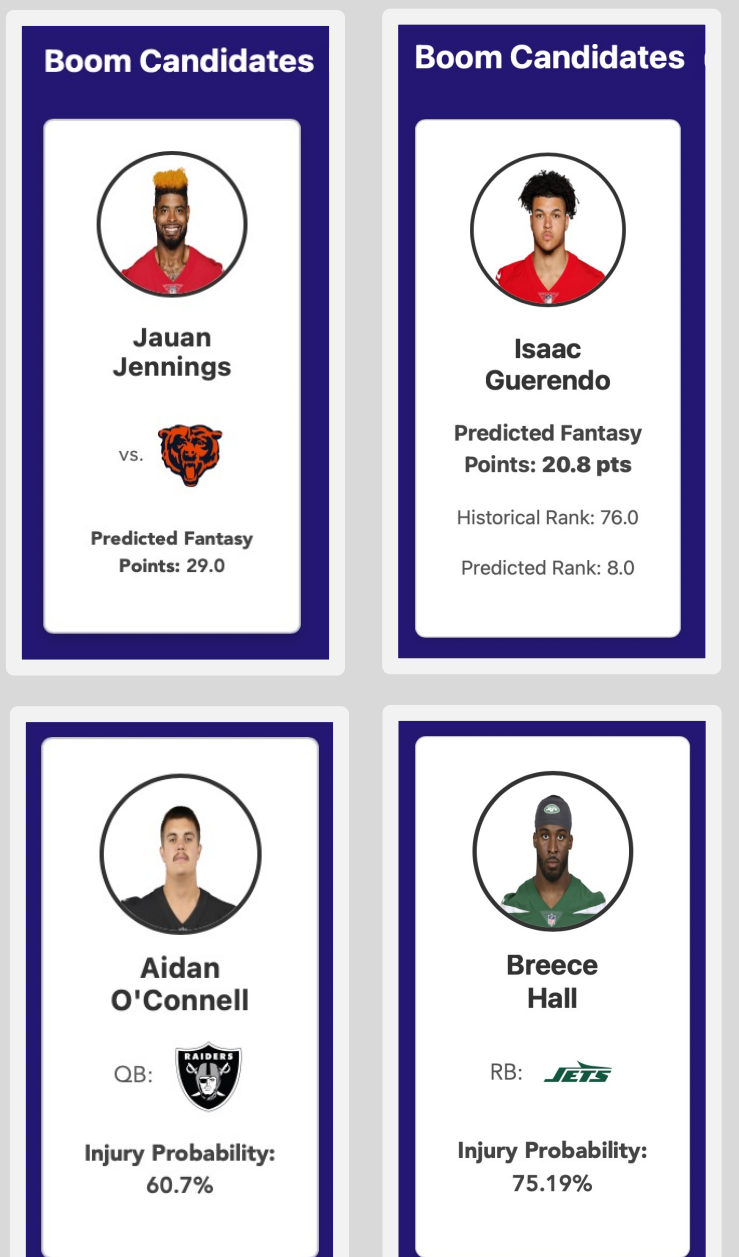 Boom Candidates
Jauan
Jennings
vs.
Predicted Fantasy
Points: 29.0
Boom Candidates
Isaac
Guerendo
Predicted Fantasy
Points: 20.8 pts
Historical Rank: 76.0
Predicted Rank: 8.0
Aidan
O'Connell
QB:
RAIDERS
Injury Probability:
60.7%
Breece
Hall
RB:
JETS
Injury Probability:
75.19%